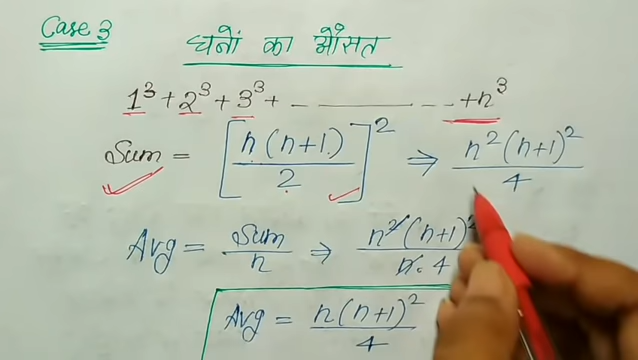 Case 3
घनों का औसत
1³ + 2³ + 3³ + - ——— - - + n³
Sum = [n(n+1)/2]² ⇒ n²(n+1)²/4
Avg = Sum/n ⇒ n²(n+1)²/n·4
Avg = n(n+1)²/4